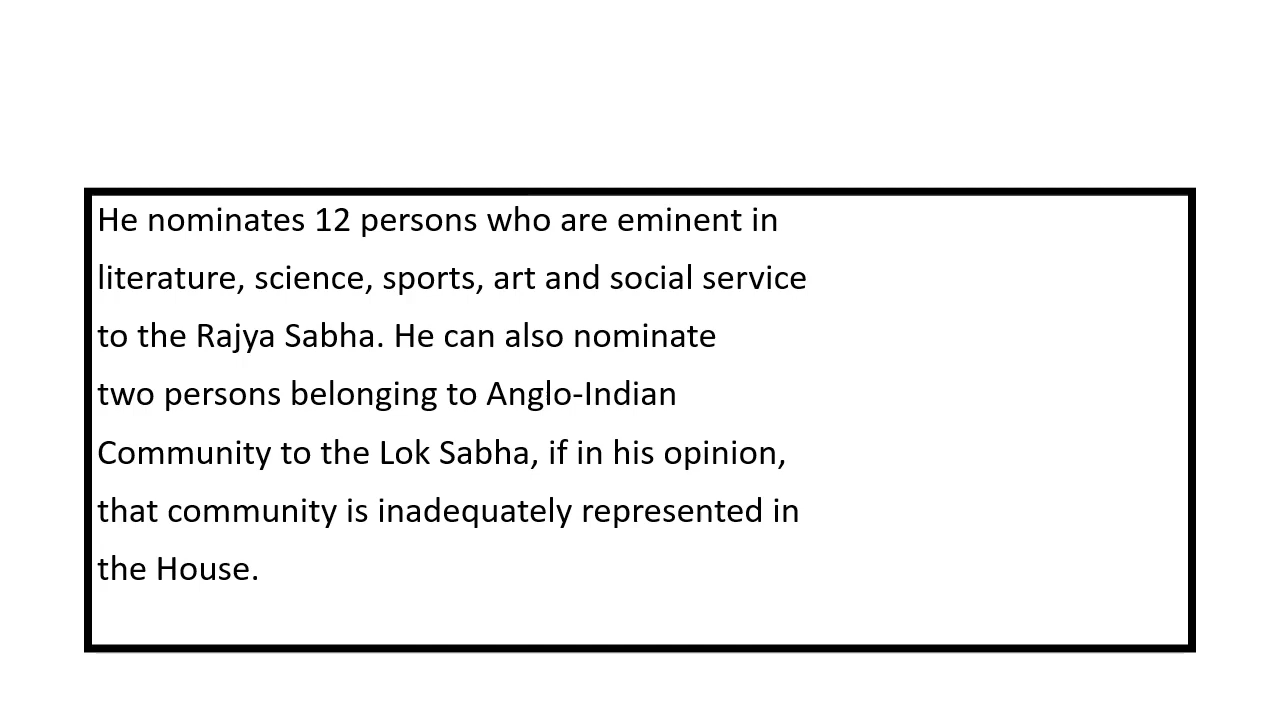 He nominates 12 persons who are eminent in
literature, science, sports, art and social service
to the Rajya Sabha. He can also nominate
two persons belonging to Anglo-Indian
Community to the Lok Sabha, if in his opinion,
that community is inadequately represented in
the House.